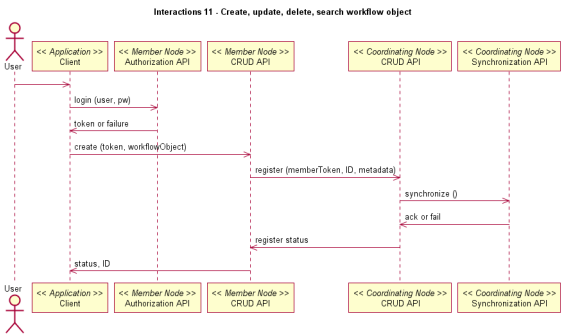 Interactions 11 - Create, update, delete, search workflow object
User
<< Application >>
Client
<< Member Node >>
Authorization API
<< Member Node >>
CRUD API
<< Coordinating Node >>
CRUD API
<< Coordinating Node >>
Synchronization API
login (user, pw)
token or failure
create (token, workflowObject)
register (memberToken, ID, metadata)
synchronize ()
ack or fail
register status
status, ID
User
<< Application >>
Client
<< Member Node >>
Authorization API
<< Member Node >>
CRUD API
<< Coordinating Node >>
CRUD API
<< Coordinating Node >>
Synchronization API